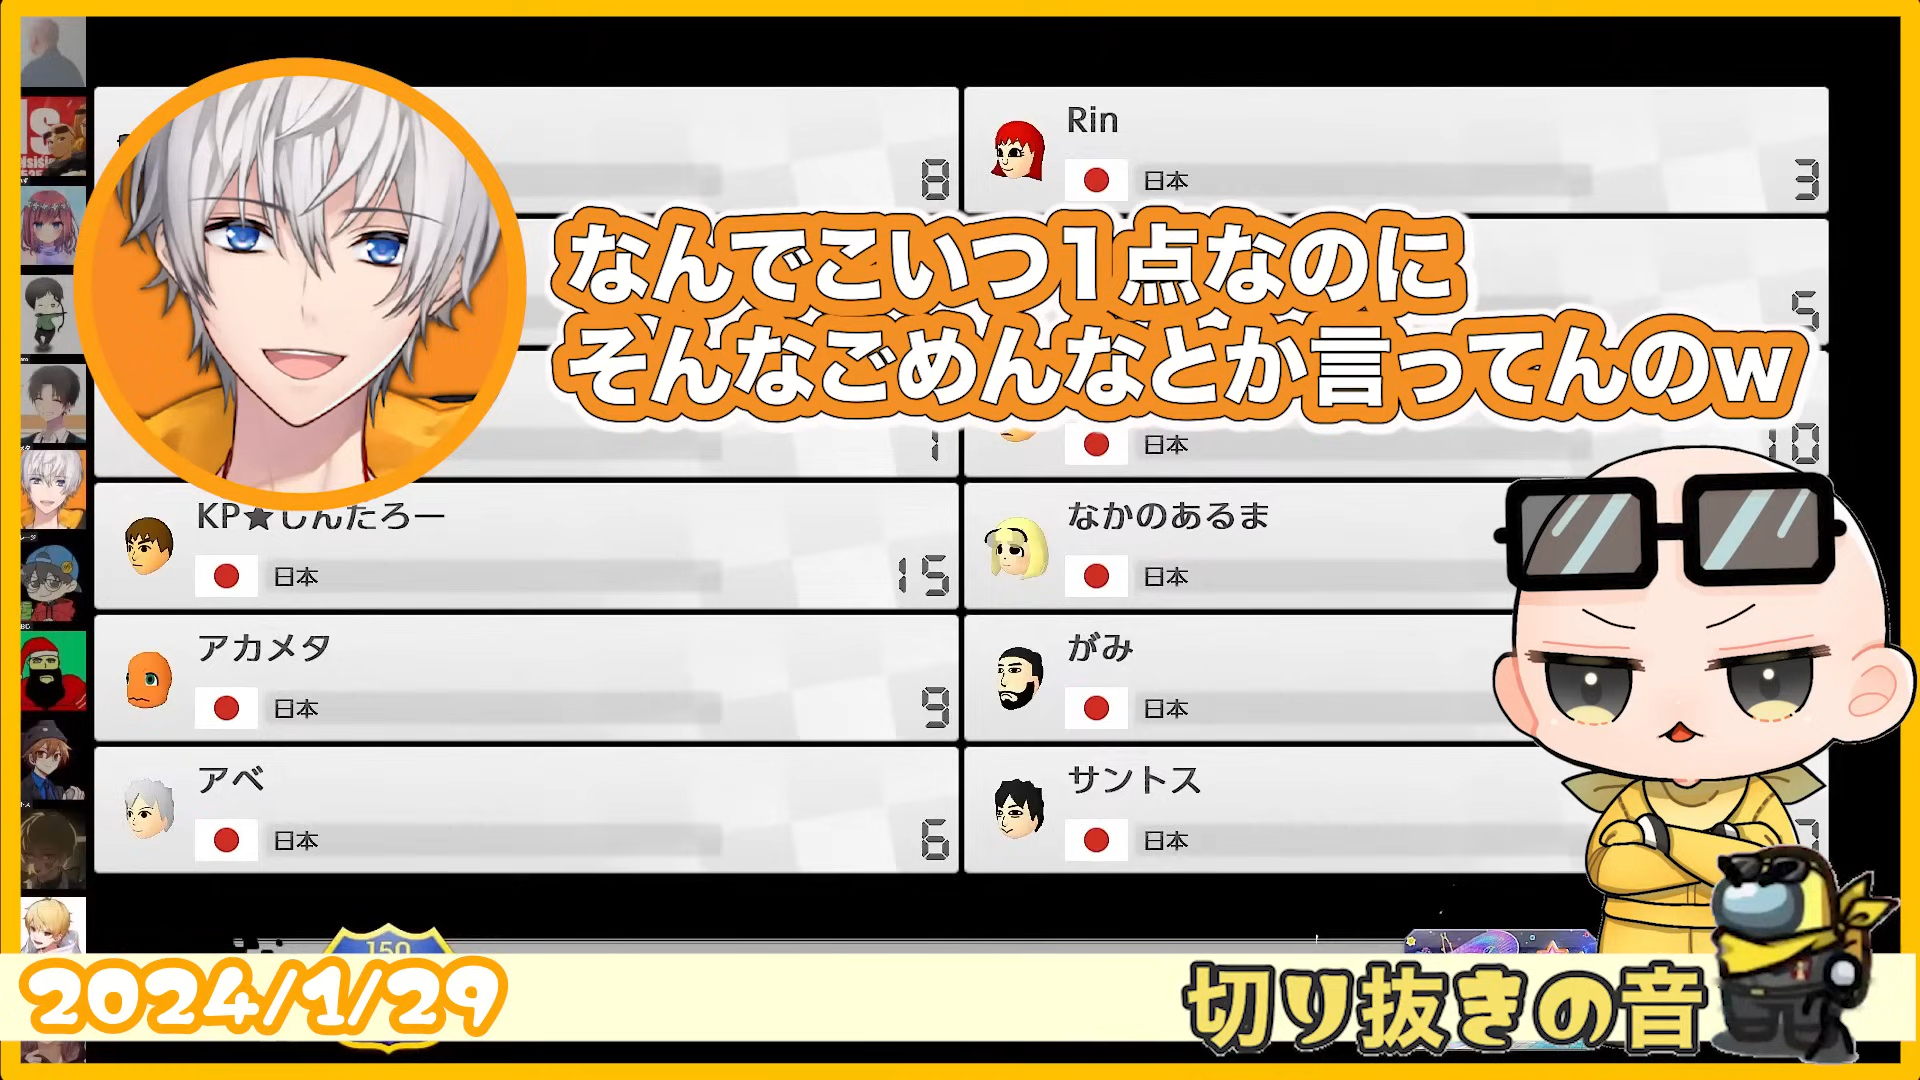 Rin
8
日本
3
なんでこいつ1点なのに
5
そんなごめんなとか言ってんのw
1
日本
10
KP★しんたろー
日本
15
なかのあるま
日本
アカメタ
日本
9
がみ
日本
アベ
日本
6
サントス
日本
7
150
2024/1/29
切り抜きの音